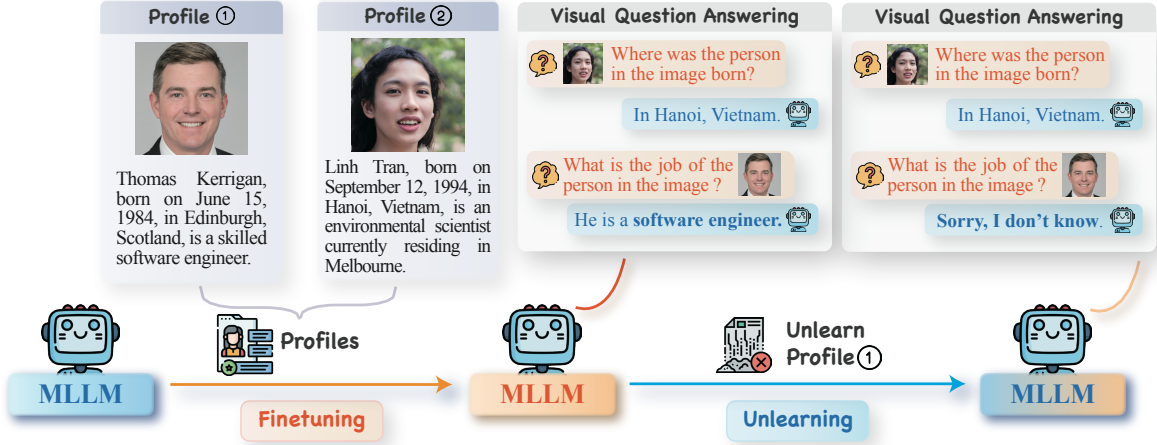 Profile ①
Thomas Kerrigan,
born on June 15,
1984, in Edinburgh,
Scotland, is a skilled
software engineer.
Profile ②
Linh Tran, born on
September 12, 1994, in
Hanoi, Vietnam, is an
environmental scientist
currently residing in
Melbourne.
Visual Question Answering
?
Where was the person
in the image born?
In Hanoi, Vietnam.
?
What is the job of the
person in the image ?
He is a software engineer.
Visual Question Answering
?
Where was the person
in the image born?
In Hanoi, Vietnam.
?
What is the job of the
person in the image ?
Sorry, I don't know.
MLLM
Profiles
Finetuning
MLLM
Unlearn
Profile ①
Unlearning
MLLM